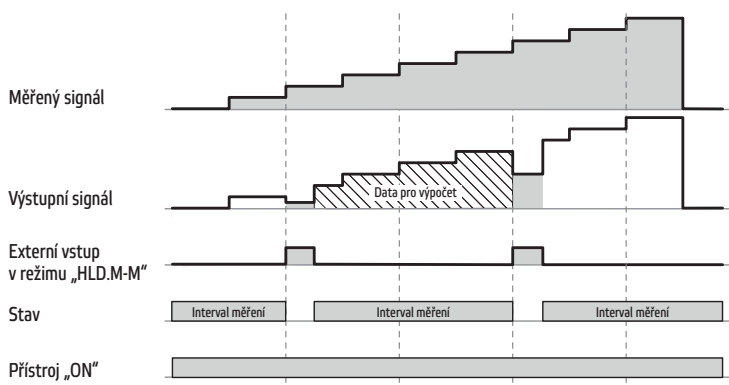 Měřený signál
Výstupní signál
Data pro výpočet
Externí vstup
v režimu „HLD.M-M“
Stav
Interval měření
Interval měření
Interval měření
Přístroj „ON“